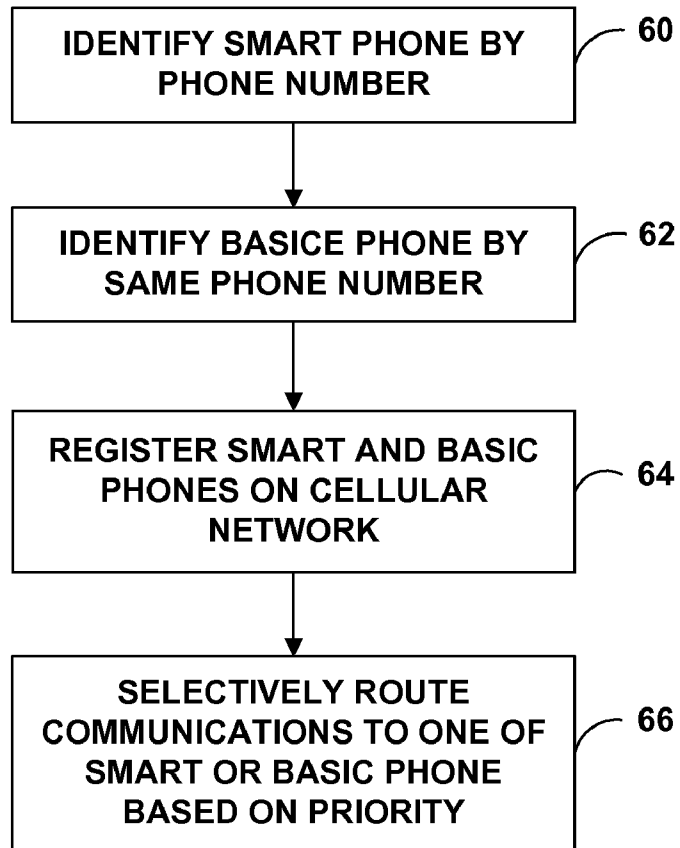 IDENTIFY SMART PHONE BY
PHONE NUMBER
60
IDENTIFY BASICE PHONE BY
SAME PHONE NUMBER
62
REGISTER SMART AND BASIC
PHONES ON CELLULAR
NETWORK
64
SELECTIVELY ROUTE
COMMUNICATIONS TO ONE OF
SMART OR BASIC PHONE
BASED ON PRIORITY
66